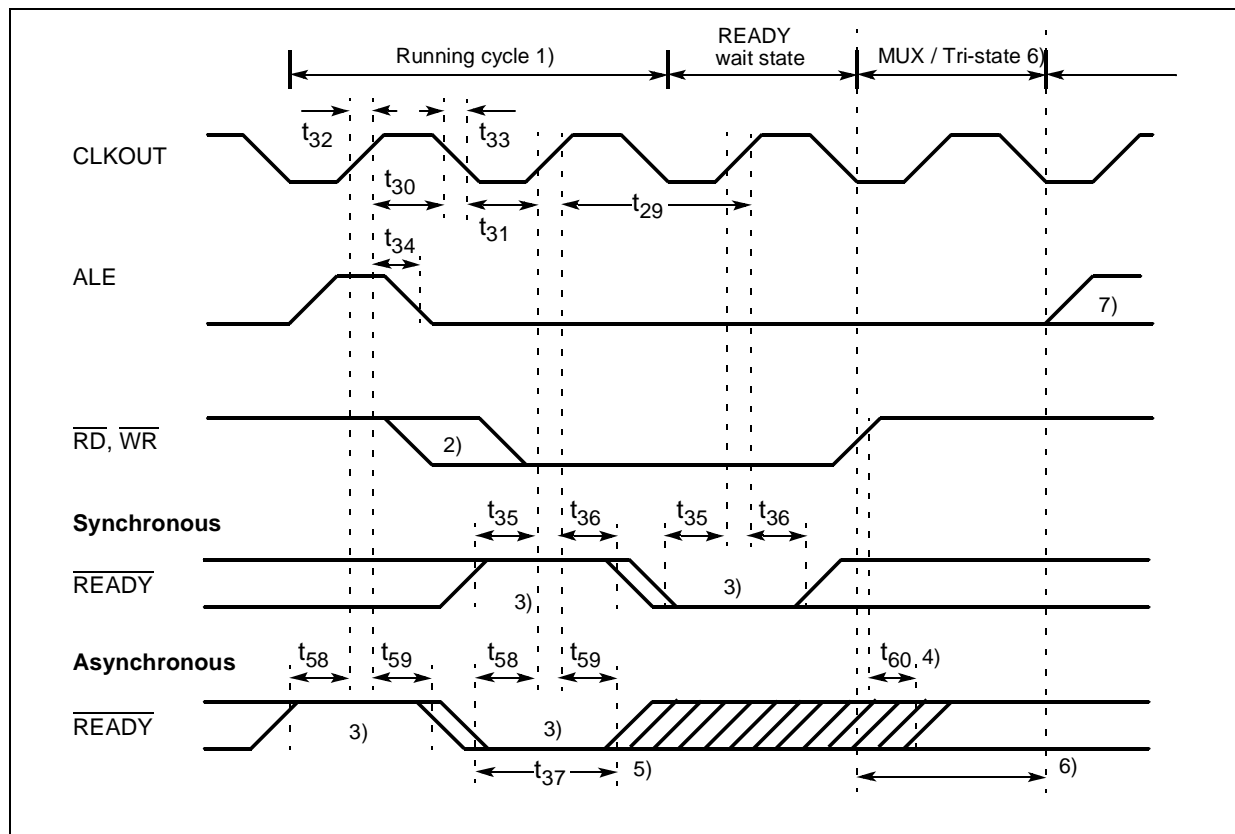 READY
Running cycle 1)
wait state
MUX / Tri-state 6)
t32
t33
CLKOUT
t30
t31
t29
t34
ALE
7)
RD, WR
2)
Synchronous
t35
t36
t35
t36
READY
3)
3)
Asynchronous
t58
t59
t58
t59
t60
4)
READY
3)
3)
t37
5)
6)